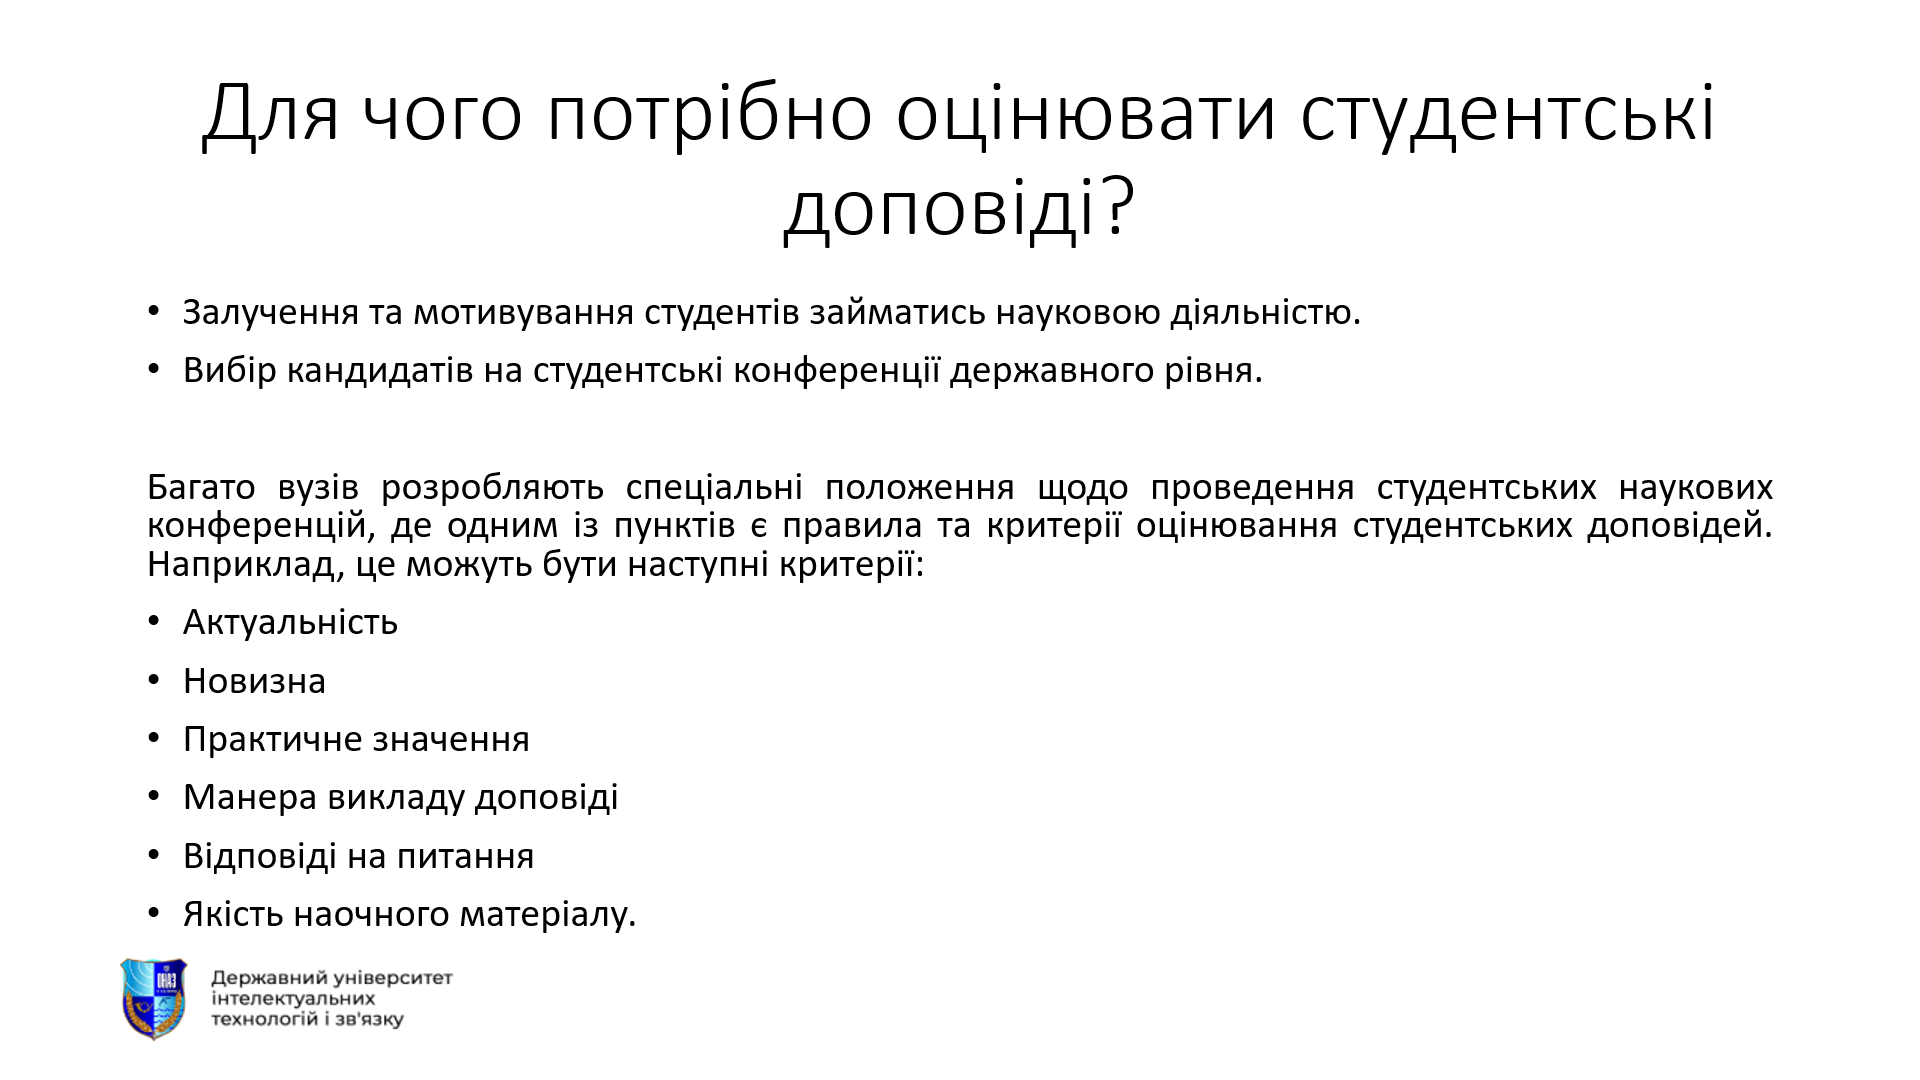 Для чого потрібно оцінювати студентські
доповіді?
• Залучення та мотивування студентів займатись науковою діяльністю.
• Вибір кандидатів на студентські конференції державного рівня.
Багато вузів розробляють спеціальні положення щодо проведення студентських наукових
конференцій, де одним із пунктів є правила та критерії оцінювання студентських доповідей.
Наприклад, це можуть бути наступні критерії:
• Актуальність
• Новизна
• Практичне значення
• Манера викладу доповіді
• Відповіді на питання
• Якість наочного матеріалу.
ОНАЗ
Державний університет
інтелектуальних
технологій і зв'язку